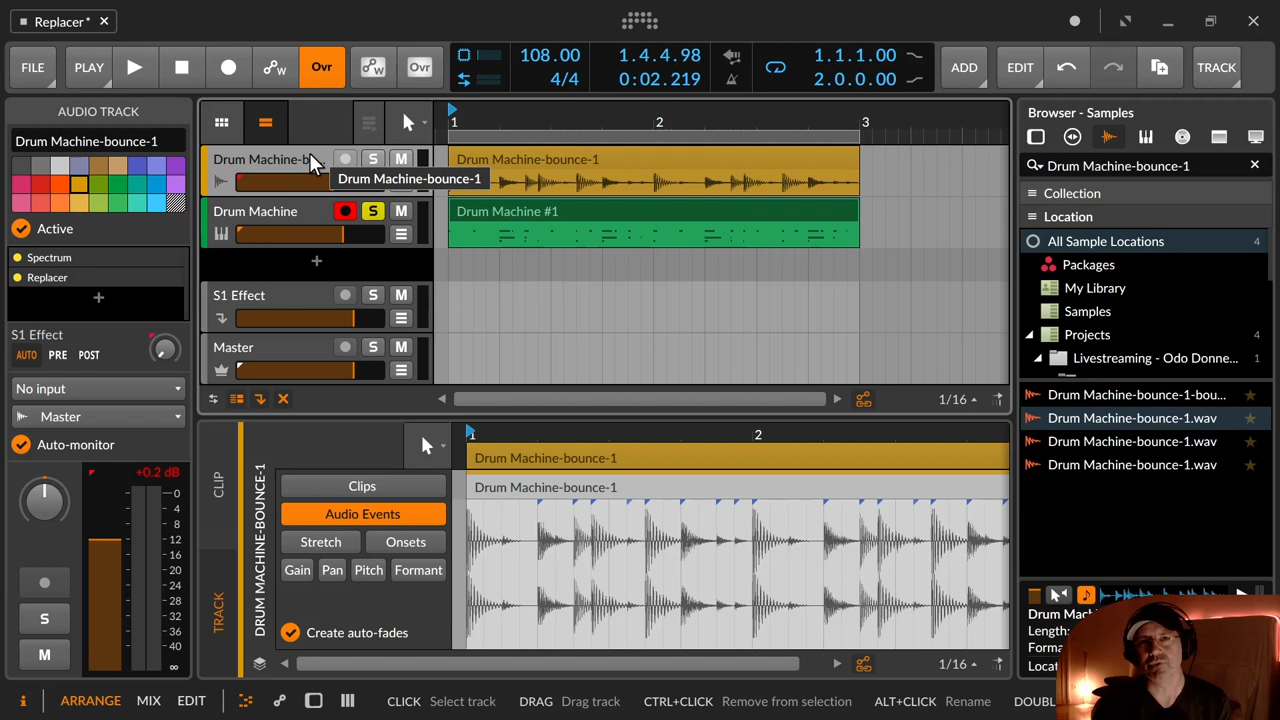 Replacer*
FILE
PLAY
Ovr
Ovr
108.00
4/4
1.4.4.98
0:02.219
1.1.1.00
2.0.0.00
ADD
EDIT
TRACK
AUDIO TRACK
Drum Machine-bounce-1
Active
Spectrum
Replacer
S1 Effect
AUTO PRE POST
No input
Master
Auto-monitor
+0.2 dB
0
4
8
12
16
20
24
28
32
36
40
∞
S
M
1 2 3
Drum Machine-b... S M
Drum Machine-bounce-1
Drum Machine-bounce-1
Drum Machine S M
Drum Machine #1
S1 Effect S M
Master S M
1/16
DRUM MACHINE-BOUNCE-1
CLIP
TRACK
Clips
Audio Events
Stretch Onsets
Gain Pan Pitch Formant
Create auto-fades
1 2
Drum Machine-bounce-1
Drum Machine-bounce-1
1/16
Browser - Samples
Drum Machine-bounce-1
Collection
Location
All Sample Locations 4
Packages
My Library
Samples
Projects
Livestreaming - Odo Donne... 1
Drum Machine-bounce-1-bou...
Drum Machine-bounce-1.wav
Drum Machine-bounce-1.wav
Drum Machine-bounce-1.wav
Length:
ARRANGE MIX EDIT
CLICK Select track DRAG Drag track CTRL+CLICK Remove from selection ALT+CLICK Rename